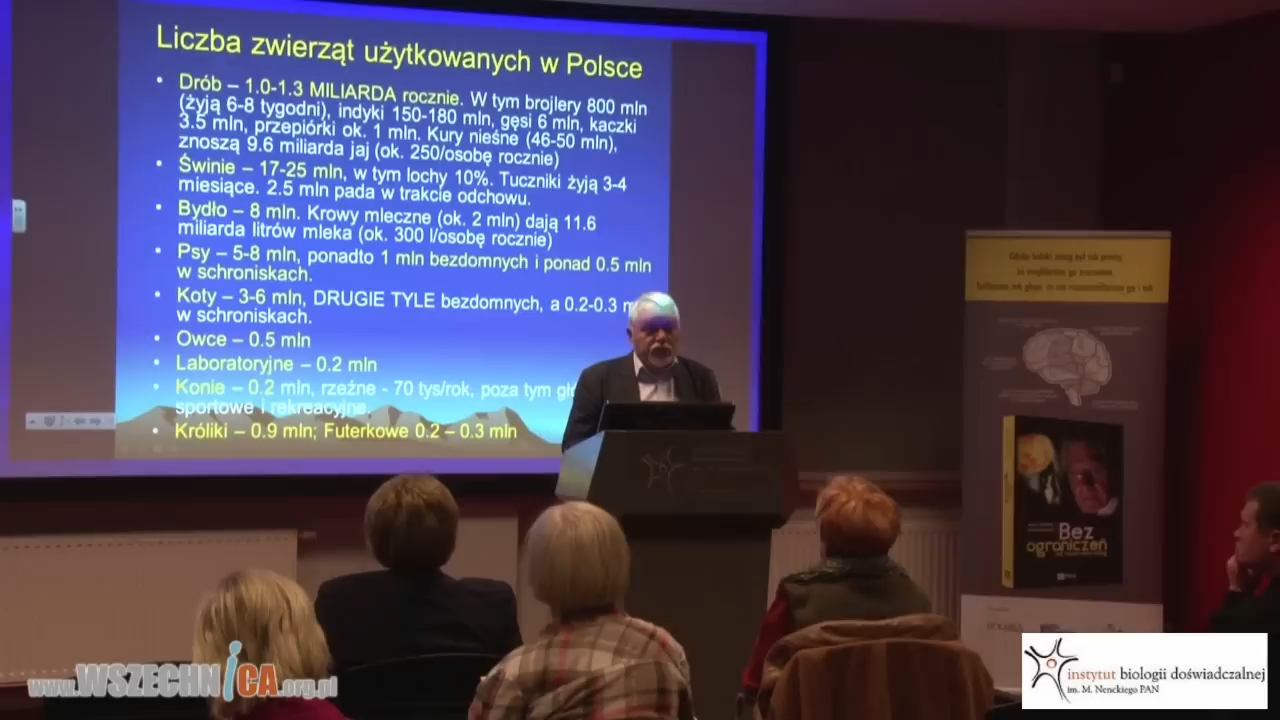 Liczba zwierząt użytkowanych w Polsce
• Drób – 1.0-1.3 MILIARDA rocznie. W tym brojlery 800 mln
(żyją 6-8 tygodni), indyki 150-180 mln, gęsi 6 mln, kaczki
3.5 mln, przepiórki ok. 1 mln. Kury nieśne (46-50 mln),
znoszą 9.6 miliarda jaj (ok. 250/osobę rocznie)
• Świnie – 17-25 mln, w tym lochy 10%. Tuczniki żyją 3-4
miesiące. 2.5 mln pada w trakcie odchowu.
• Bydło – 8 mln. Krowy mleczne (ok. 2 mln) dają 11.6
miliarda litrów mleka (ok. 300 l/osobę rocznie)
• Psy – 5-8 mln, ponadto 1 mln bezdomnych i ponad 0.5 mln
w schroniskach.
• Koty – 3-6 mln, DRUGIE TYLE bezdomnych, a 0.2-0.3
w schroniskach.
• Owce – 0.5 mln
• Laboratoryjne – 0.2 mln
• Konie – 0.2 mln, rzeźne - 70 tys/rok, poza tym
sportowe i rekreacyjne.
• Króliki – 0.9 mln; Futerkowe 0.2 – 0.3 mln
Bez
ograniczeń
www.WSZECHNICA.org.pl
instytut biologii doświadczalnej
im. M. Nenckiego PAN